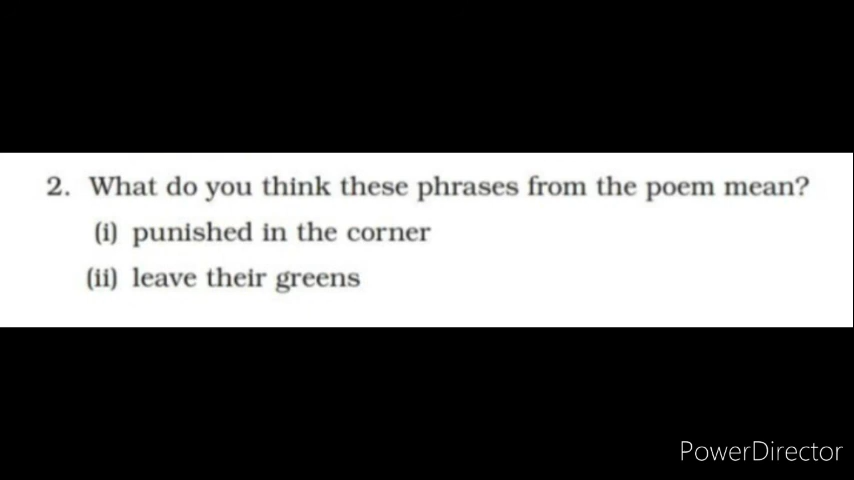 2. What do you think these phrases from the poem mean?
(i) punished in the corner
(ii) leave their greens
PowerDirector